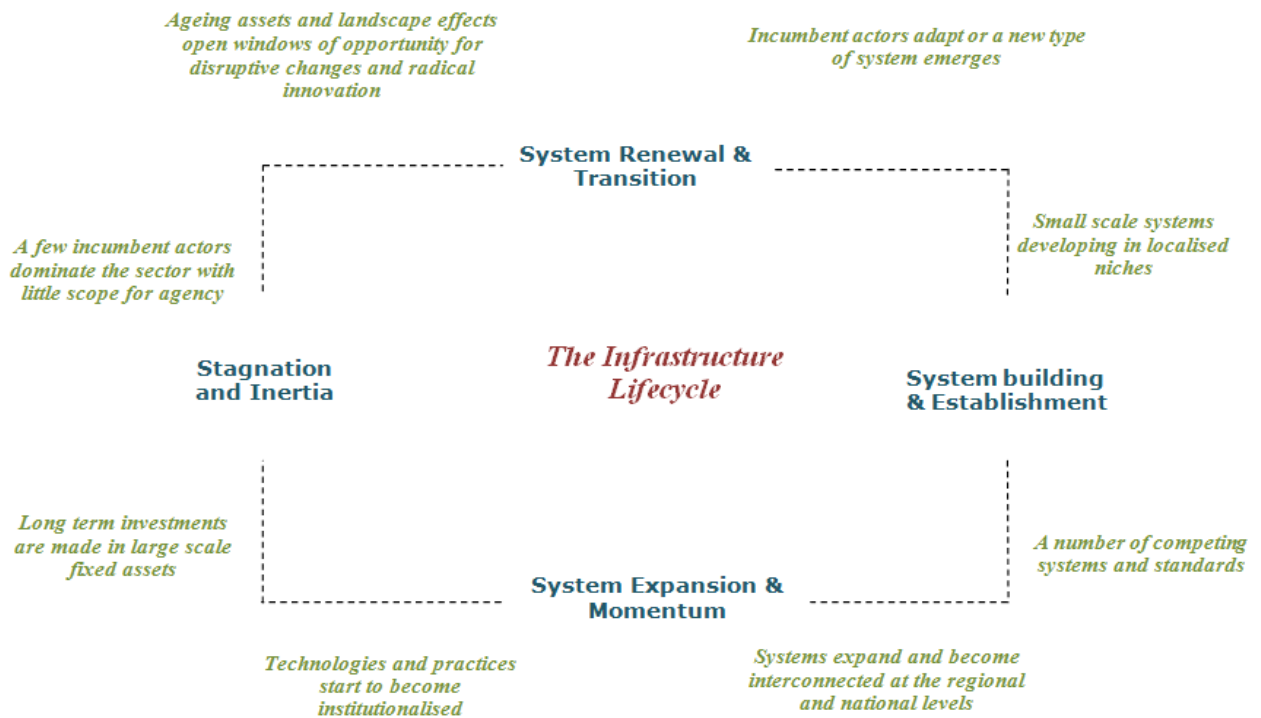 Ageing assets and landscape effects
open windows of opportunity for
disruptive changes and radical
innovation
Incumbent actors adapt or a new type
of system emerges
System Renewal &
Transition
A few incumbent actors
dominate the sector with
little scope for agency
Small scale systems
developing in localised
niches
Stagnation
and Inertia
The Infrastructure
Lifecycle
System building
& Establishment
Long term investments
are made in large scale
fixed assets
A number of competing
systems and standards
System Expansion &
Momentum
Technologies and practices
start to become
institutionalised
Systems expand and become
interconnected at the regional
and national levels